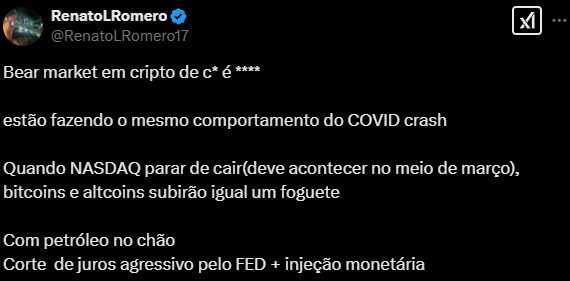 RenatoLRomero
@RenatoLRomero17
Bear market em cripto de c* é ****
estão fazendo o mesmo comportamento do COVID crash
Quando NASDAQ parar de cair(deve acontecer no meio de março),
bitcoins e altcoins subirão igual um foguete
Com petróleo no chão
Corte  de juros agressivo pelo FED + injeção monetária